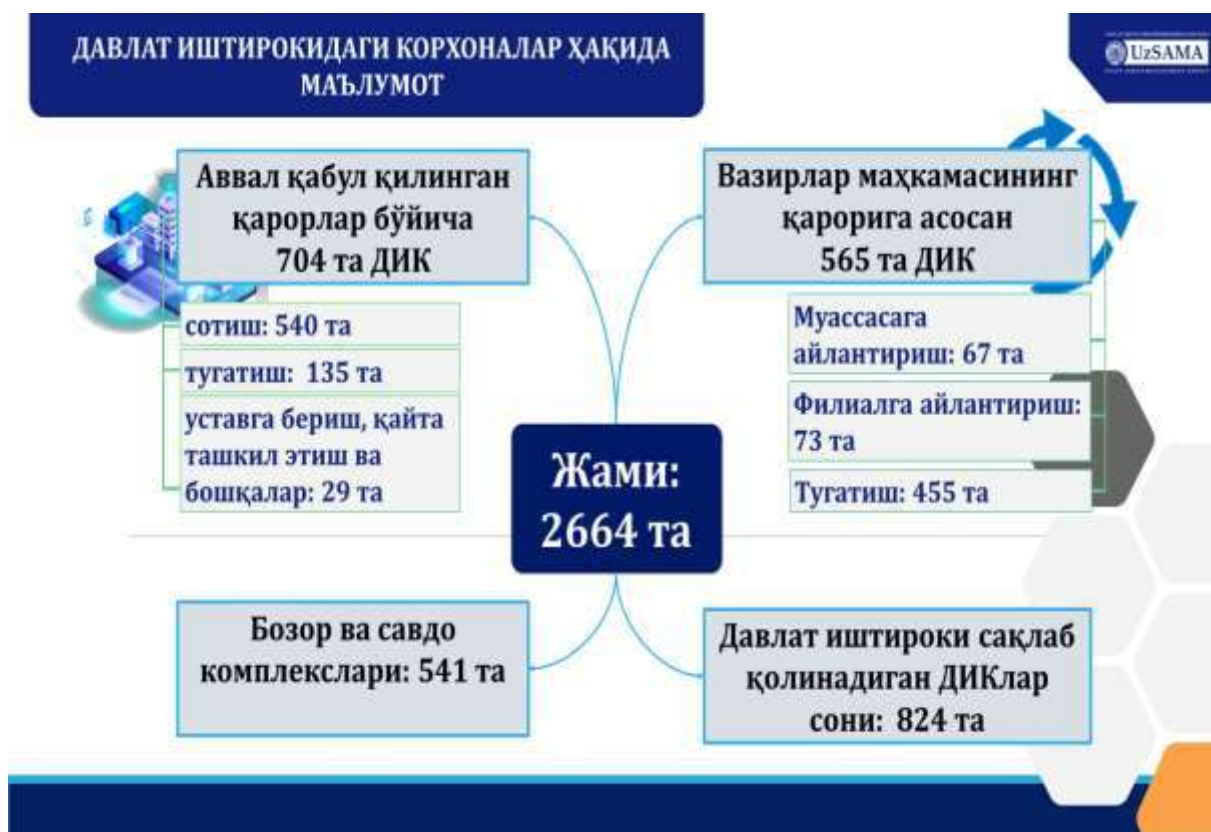 ДАВЛАТ ИШТИРОКИДАГИ КОРХОНАЛАР ҲАҚИДА
МАЪЛУМОТ
UzSAMA
Аввал қабул қилинган
қарорлар бўйича
704 та ДИК
сотиш: 540 та
тугатиш: 135 та
уставга бериш, қайта
ташкил этиш ва
бошқалар: 29 та
Вазирлар маҳкамасининг
қарорига асосан
565 та ДИК
Муассасага
айлантириш: 67 та
Филиалга айлантириш:
73 та
Тугатиш: 455 та
Жами:
2664 та
Бозор ва савдо
комплекслари: 541 та
Давлат иштироки сақлаб
қолинадиган ДИКлар
сони: 824 та